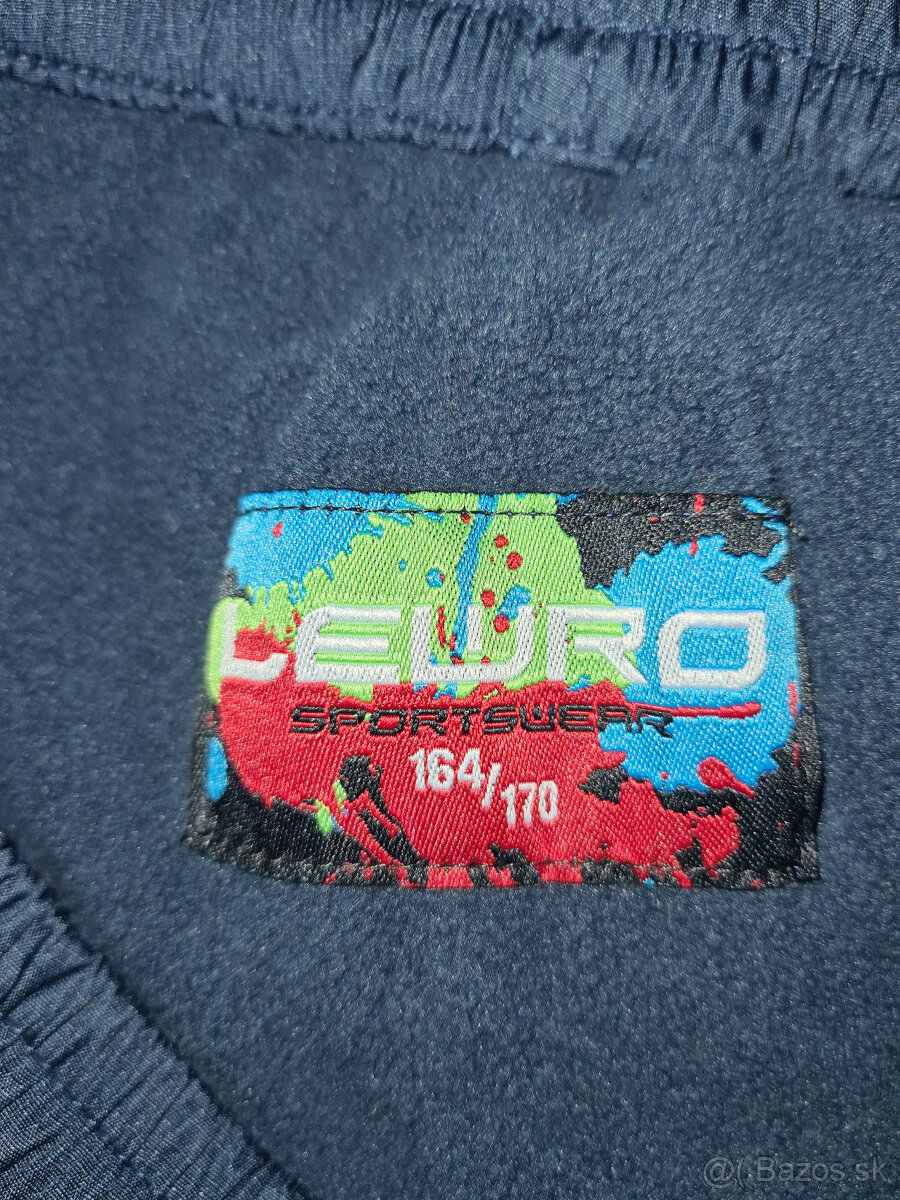 LEWRO
SPORTSWEAR
164/170
@( Bazos.sk